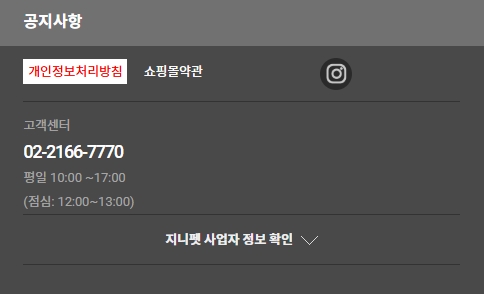 공지사항
개인정보처리방침 쇼핑몰약관
고객센터
02-2166-7770
평일 10:00 ~17:00
(점심: 12:00~13:00)
지니펫 사업자 정보 확인